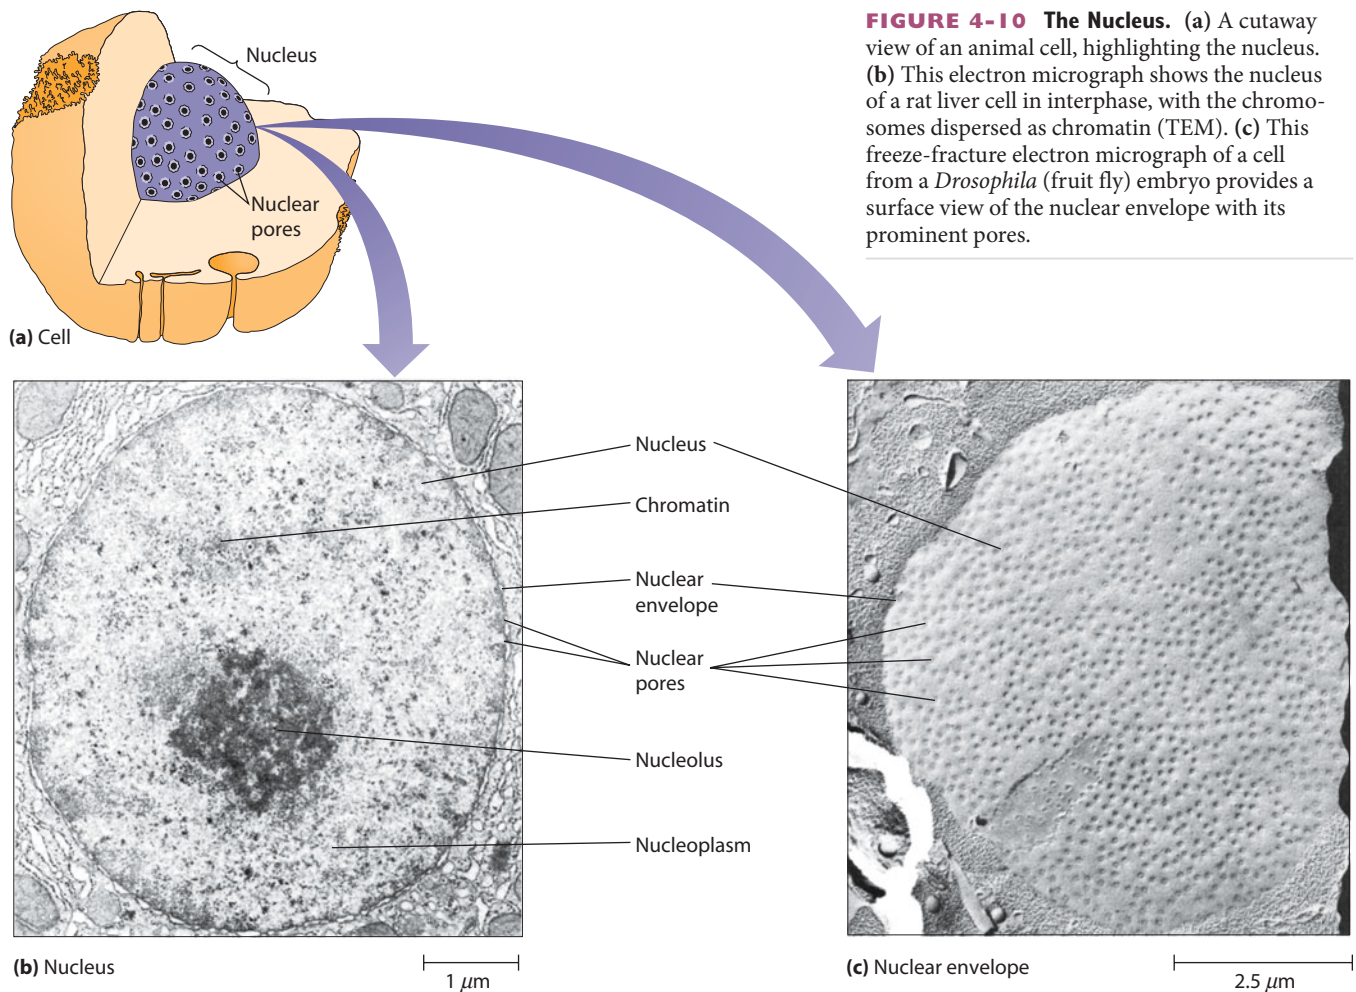 FIGURE 4-10 The Nucleus. (a) A cutaway
view of an animal cell, highlighting the nucleus.
(b) This electron micrograph shows the nucleus
of a rat liver cell in interphase, with the chromo-
somes dispersed as chromatin (TEM). (c) This
freeze-fracture electron micrograph of a cell
from a Drosophila (fruit fly) embryo provides a
surface view of the nuclear envelope with its
prominent pores.
Nucleus
Nuclear
pores
(a) Cell
Nucleus
Chromatin
Nuclear
envelope
Nuclear
pores
Nucleolus
Nucleoplasm
(b) Nucleus
1 μm
(c) Nuclear envelope
2.5 μm